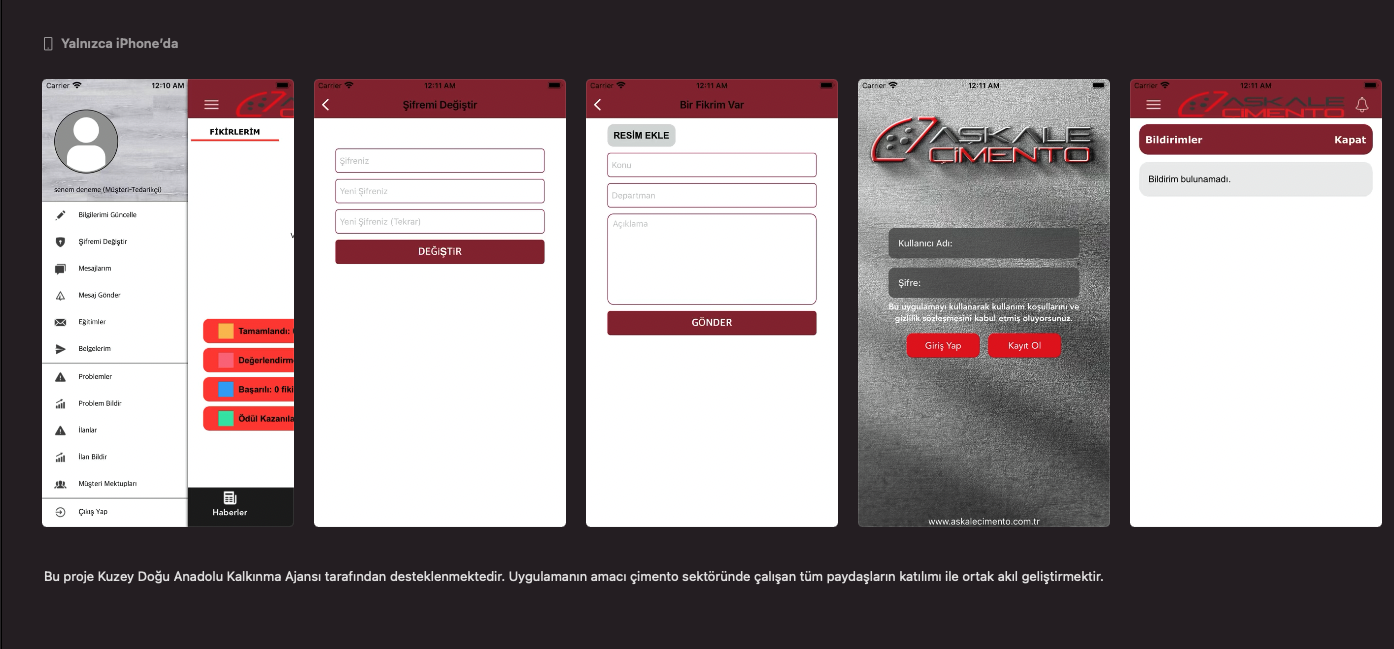 Yalnızca iPhone'da
Carrier 12:10 AM
senem deneme (Müşteri-Tedarikçi)
Bilgilerimi Güncelle
Şifremi Değiştir
Mesajlarım
Mesaj Gönder
Eğitimler
Belgelerim
Problemler
Problem Bildir
İlanlar
İlan Bildir
Müşteri Mektupları
Çıkış Yap
FİKİRLERİM
Tamamlandı:
Değerlendirm
Başarılı: 0 fiki
Ödül Kazanıla
Haberler
Carrier 12:11 AM
Şifremi Değiştir
Şifreniz
Yeni Şifreniz
Yeni Şifreniz (Tekrar)
DEĞİŞTİR
Carrier 12:11 AM
Bir Fikrim Var
RESİM EKLE
Konu
Departman
Açıklama
GÖNDER
Carrier 12:11 AM
ASKALE
ÇİMENTO
Kullanıcı Adı:
Şifre:
Bu uygulamayı kullanarak kullanım koşullarını ve
gizlilik sözleşmesini kabul etmiş oluyorsunuz.
Giriş Yap Kayıt Ol
www.askalecimento.com.tr
Carrier 12:11 AM
ASKALE
ÇİMENTO
Bildirimler Kapat
Bildirim bulunamadı.
Bu proje Kuzey Doğu Anadolu Kalkınma Ajansı tarafından desteklenmektedir. Uygulamanın amacı çimento sektöründe çalışan tüm paydaşların katılımı ile ortak akıl geliştirmektir.